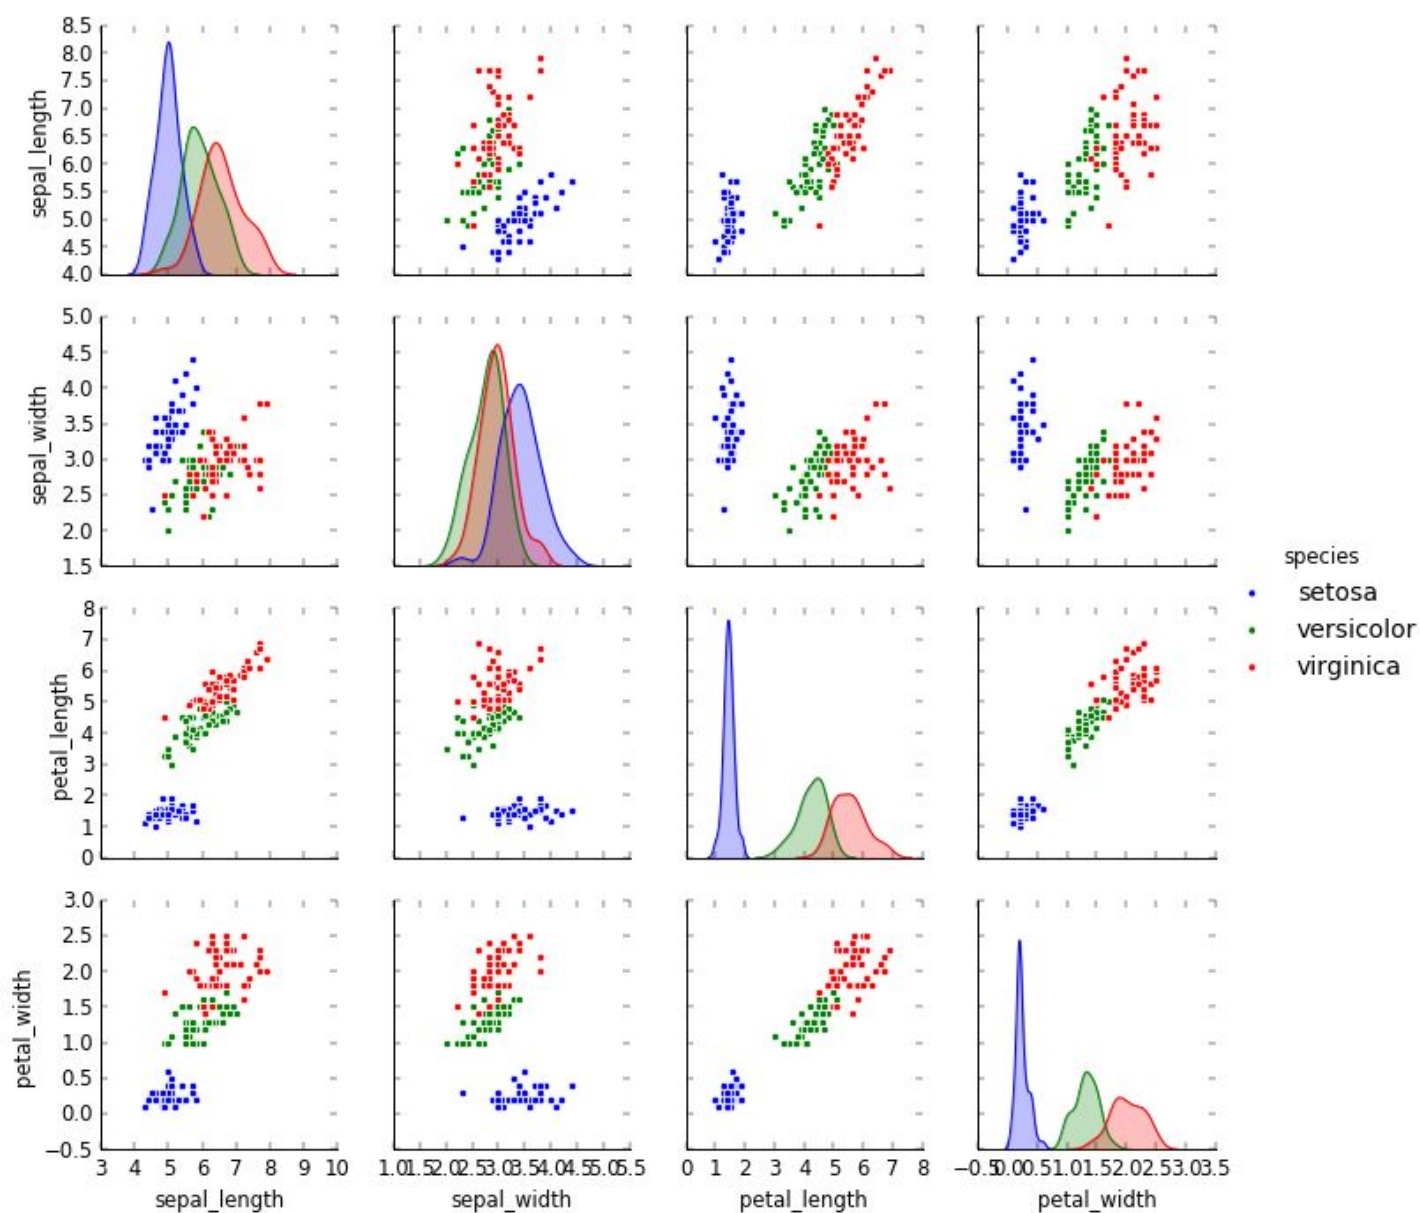 8.5
8.0
7.5
7.0
6.5
6.0
5.5
5.0
4.5
4.0
sepal_length
5.0
4.5
4.0
3.5
3.0
2.5
2.0
1.5
sepal_width
species
setosa
versicolor
virginica
8
7
6
5
4
3
2
1
0
petal_length
3.0
2.5
2.0
1.5
1.0
0.5
0.0
−0.5
petal_width
3 4 5 6 7 8 9 10
1.0 1.5 2.0 2.5 3.0 3.5 4.0 4.5 5.0 5.5
0 1 2 3 4 5 6 7 8
−0.5 0.0 0.5 1.0 1.5 2.0 2.5 3.0 3.5
sepal_length sepal_width petal_length petal_width